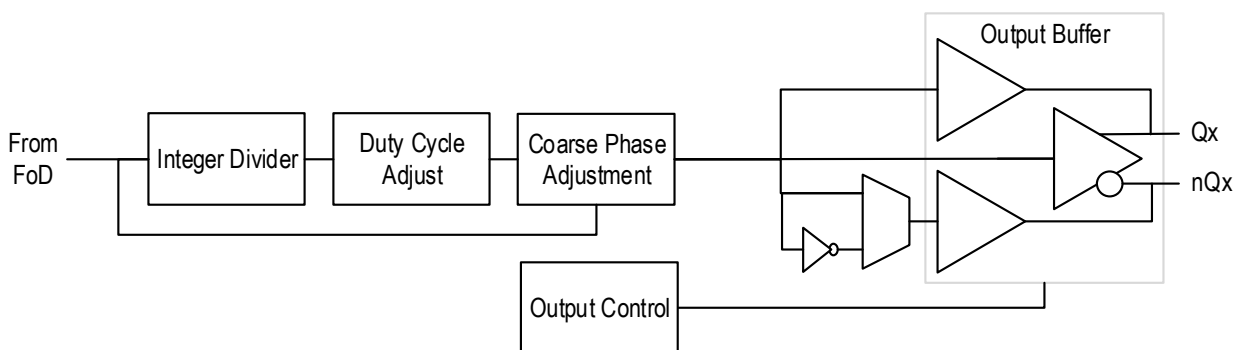 Output Buffer
From
FoD
Integer Divider
Duty Cycle
Adjust
Coarse Phase
Adjustment
Qx
nQx
Output Control